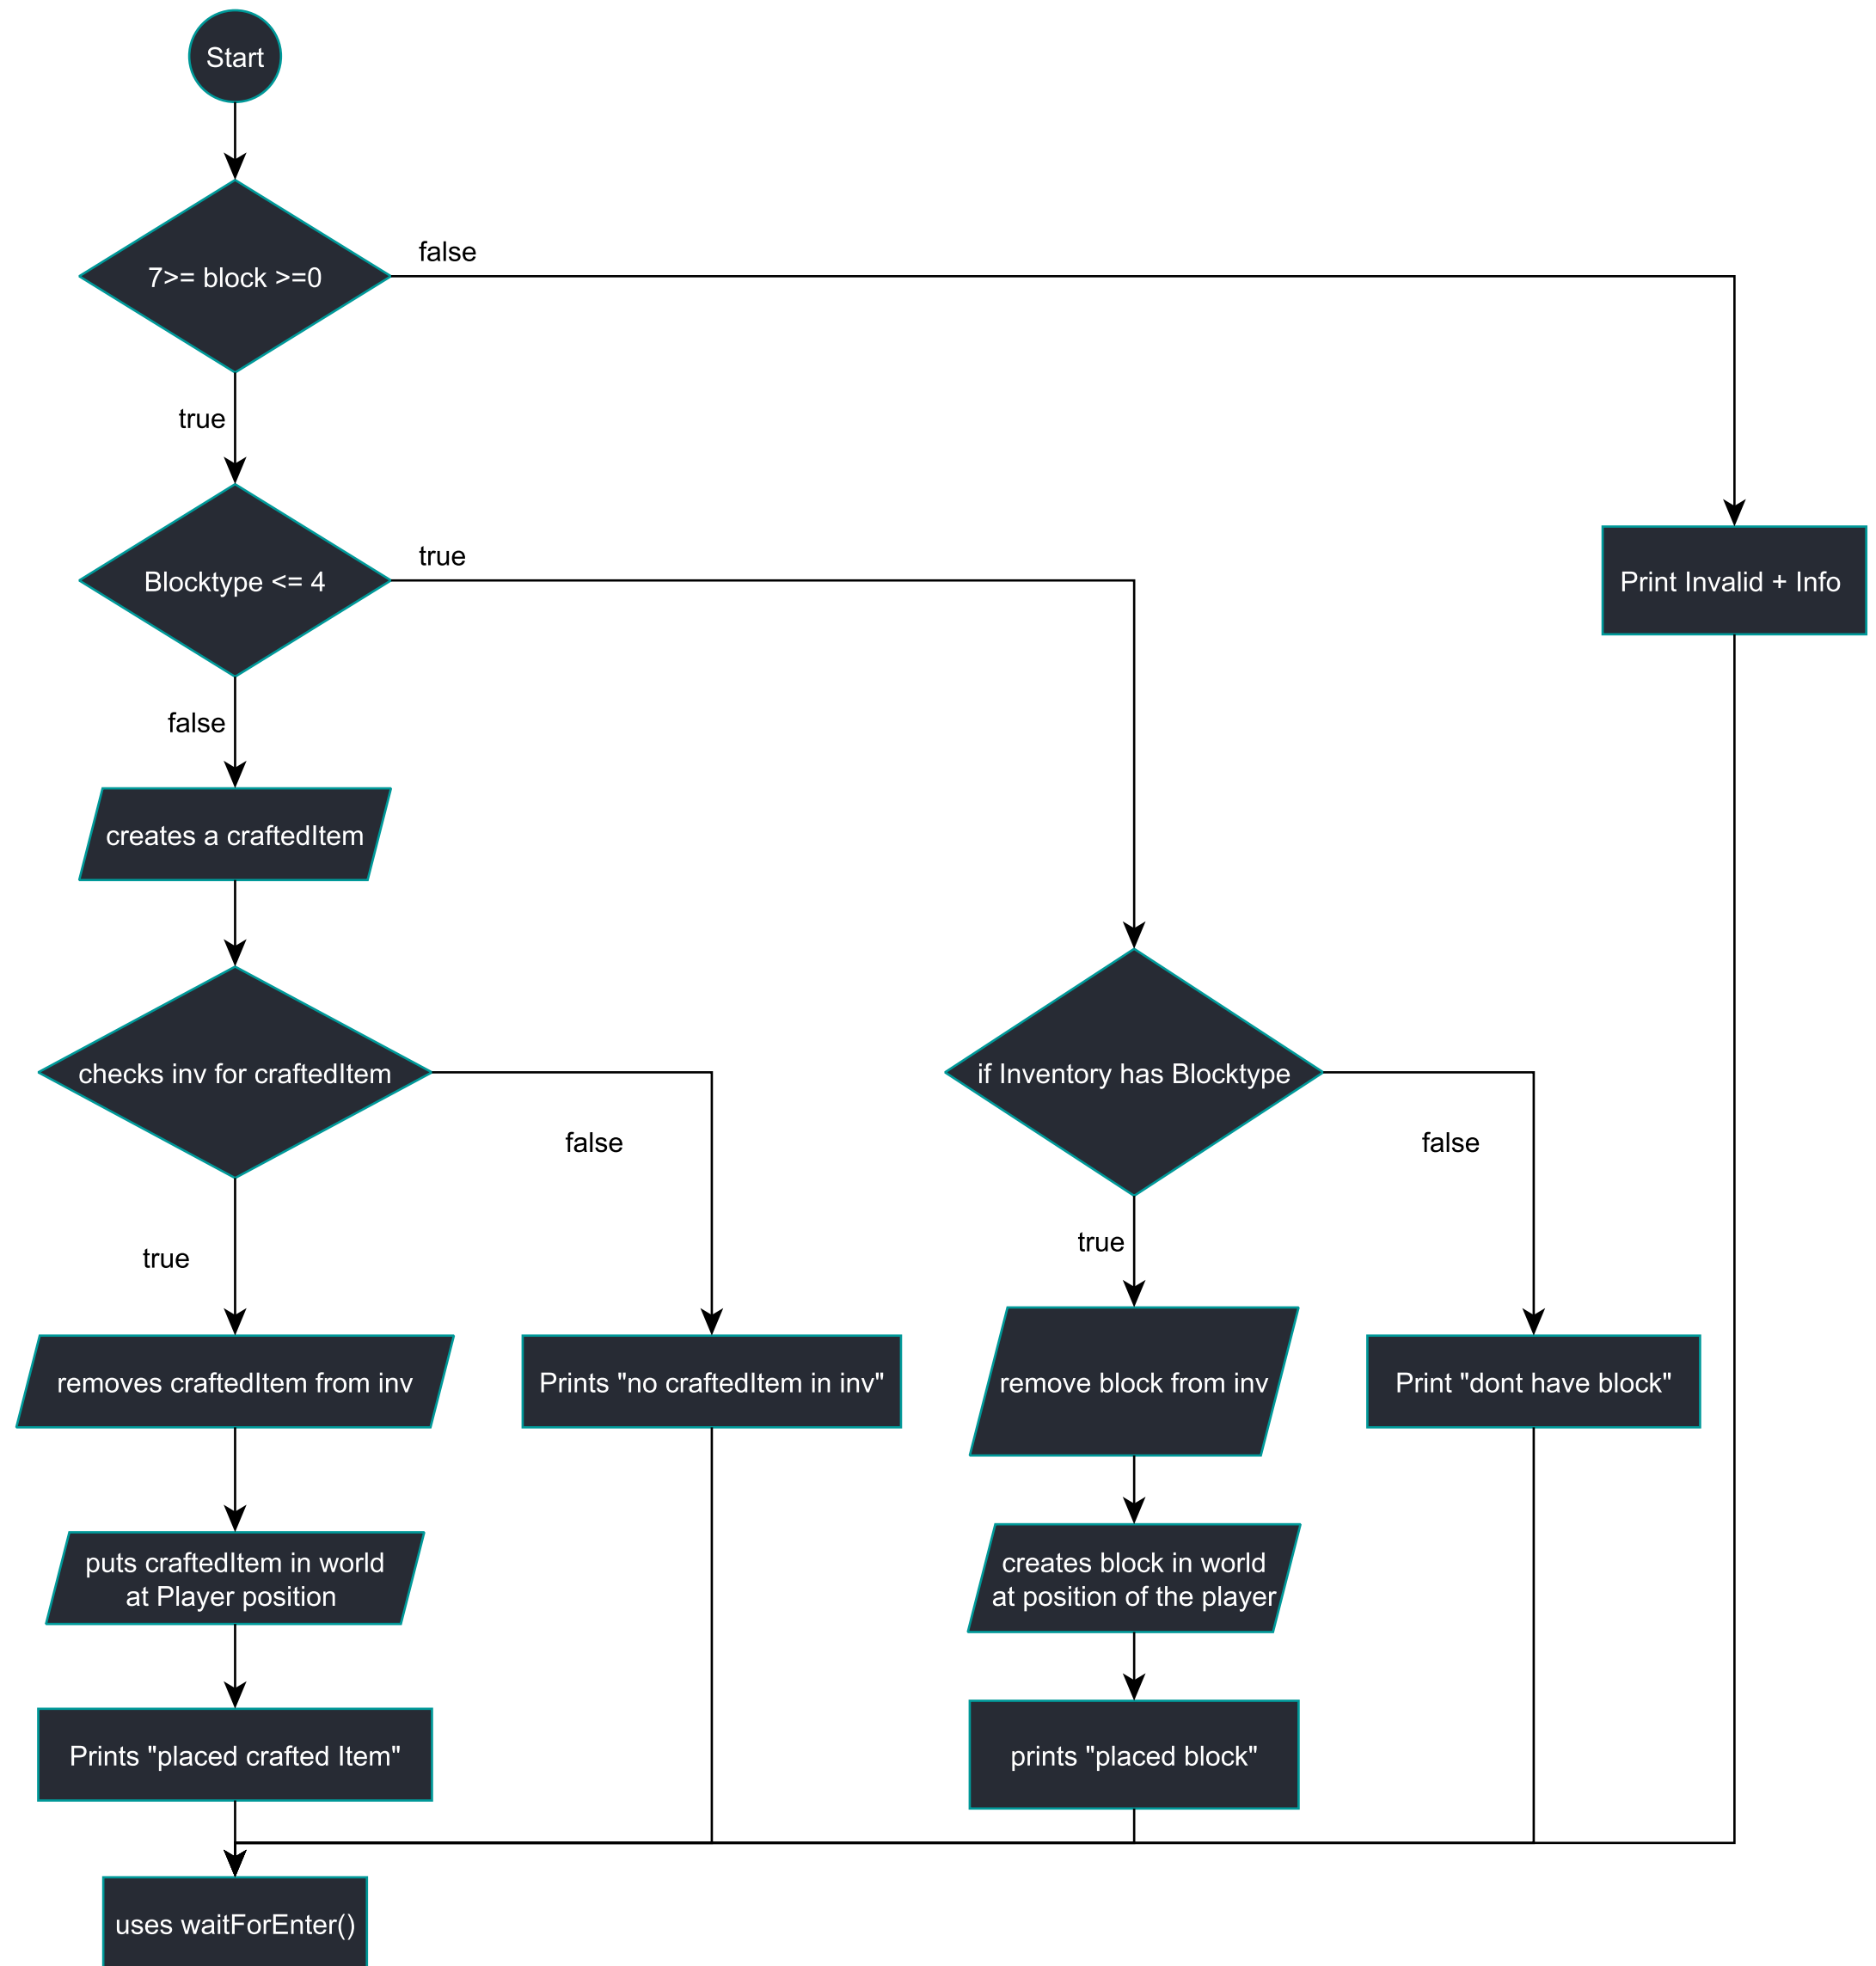 Start
7>= block >=0
false
true
Blocktype <= 4
true
Print Invalid + Info
false
creates a craftedItem
checks inv for craftedItem
if Inventory has Blocktype
false
false
true
true
removes craftedItem from inv
Prints "no craftedItem in inv"
remove block from inv
Print "dont have block"
puts craftedItem in world
at Player position
creates block in world
at position of the player
Prints "placed crafted Item"
prints "placed block"
uses waitForEnter()